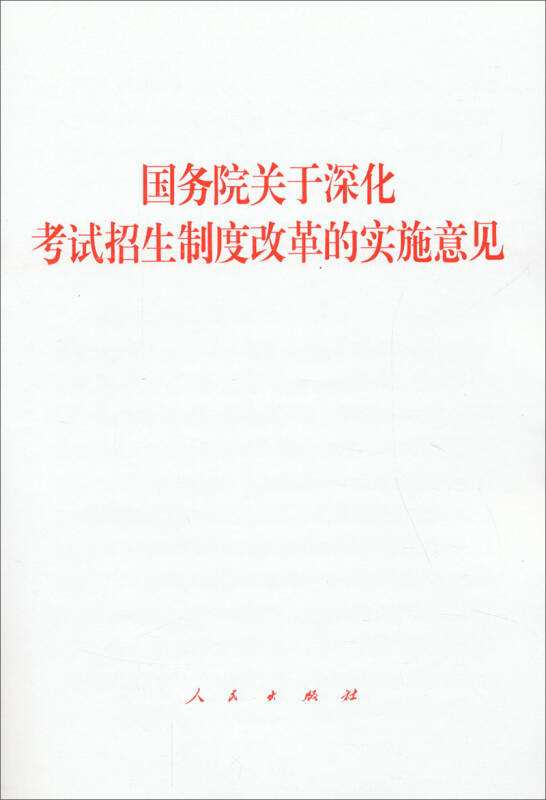 国务院关于深化
考试招生制度改革的实施意见
人民出版社